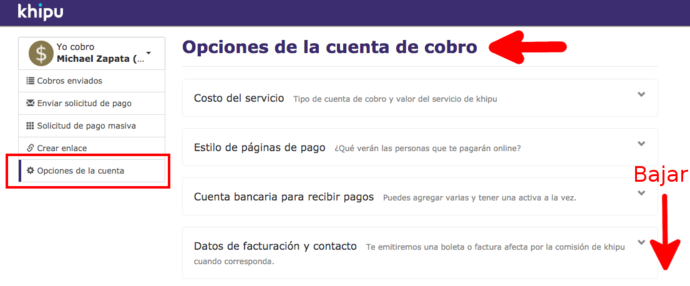 khipu
Yo cobro
Michael Zapata (...
Cobros enviados
Enviar solicitud de pago
Solicitud de pago masiva
Crear enlace
Opciones de la cuenta
Opciones de la cuenta de cobro
Costo del servicio Tipo de cuenta de cobro y valor del servicio de khipu
Estilo de páginas de pago ¿Qué verán las personas que te pagarán online?
Cuenta bancaria para recibir pagos Puedes agregar varias y tener una activa a la vez.
Datos de facturación y contacto Te emitiremos una boleta o factura afecta por la comisión de khipu
cuando corresponda.
Bajar